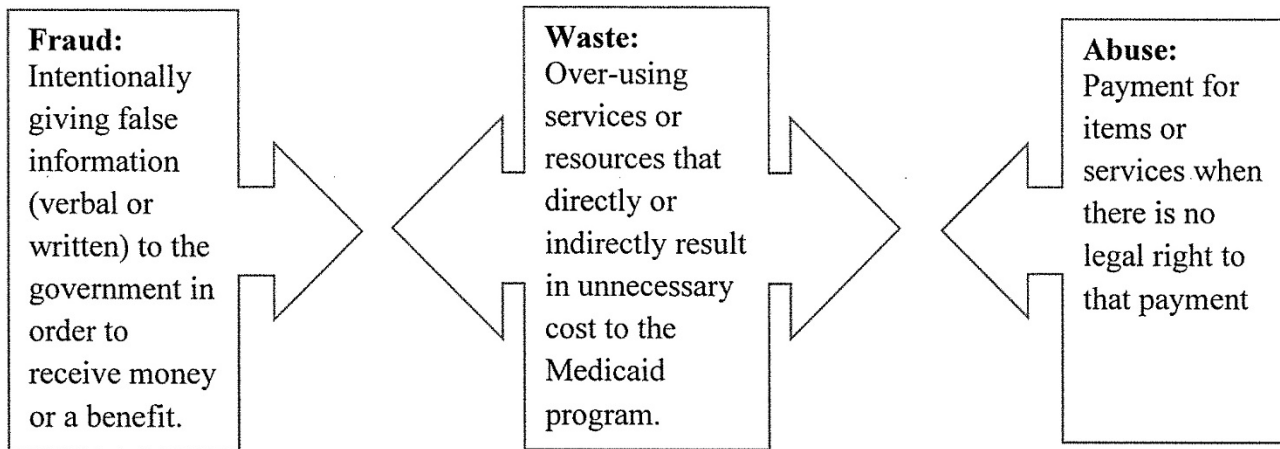 Fraud:
Intentionally
giving false
information
(verbal or
written) to the
government in
order to
receive money
or a benefit.
Waste:
Over-using
services or
resources that
directly or
indirectly result
in unnecessary
cost to the
Medicaid
program.
Abuse:
Payment for
items or
services when
there is no
legal right to
that payment